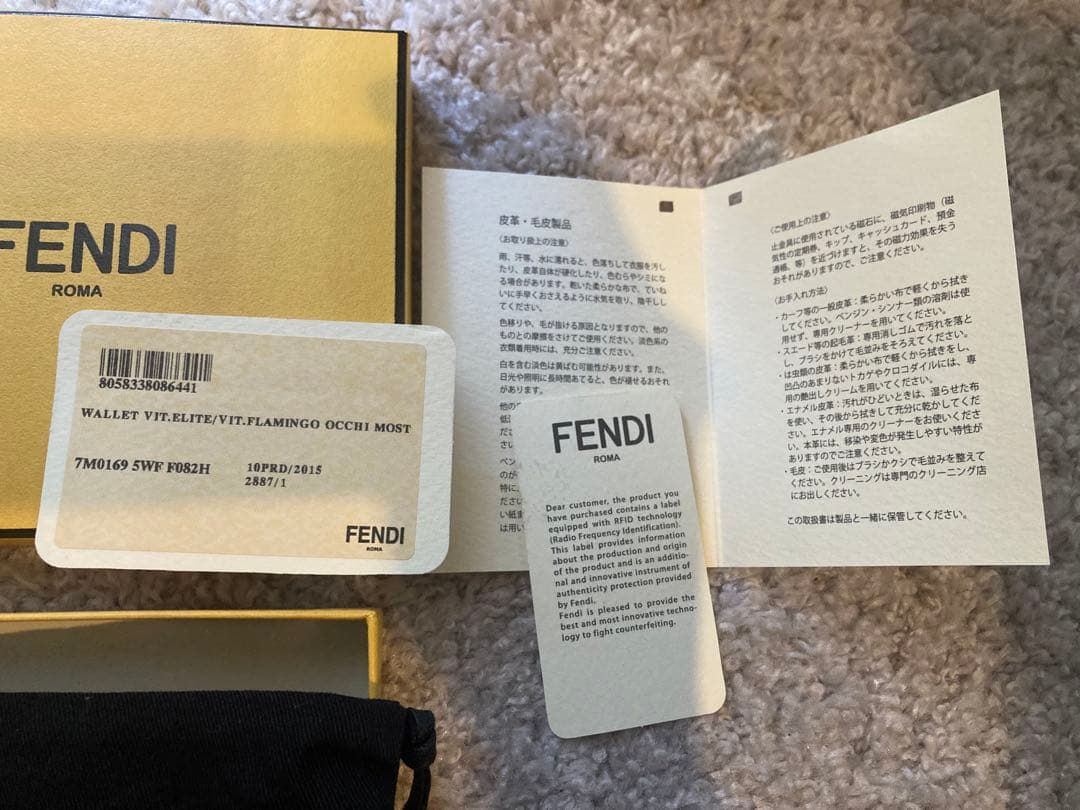 FENDI
ROMA
8058338086441
WALLET VIT.ELITE/VIT.FLAMINGO OCCHI MOST
7M0169 5WF F082H
10PRD/2015
2887/1
FENDI
ROMA
皮革・毛皮製品
〈お取り扱上の注意〉
雨、汗等、水に濡れると、色落ちして衣服を汚し
たり、皮革自体が硬化したり、色むらやシミにな
る場合があります。乾いた柔らかな布で、ていね
いに手早くおさえるように水気を取り、陰干しし
てください。
色移りや、毛が抜ける原因となりますので、他の
ものとの摩擦をさけてご使用ください。淡色系の
衣類着用時には、充分ご注意ください。
白を含む淡色は黄ばむ可能性があります。また、
日光や照明に長時間あてると、色が褪せるおそれ
があります。
他の
低
だ
さい
ペン
のが
特に
ださい
い紙ま
は用い
FENDI
ROMA
Dear customer, the product you
have purchased contains a label
equipped with RFID technology
(Radio Frequency Identification).
This label provides information
about the production and origin
of the product and is an additio-
nal and innovative instrument of
authenticity protection provided
by Fendi.
Fendi is pleased to provide the
best and most innovative techno-
logy to fight counterfeiting.
〈ご使用上の注意〉
止金具に使用されている磁石に、磁気印刷物（磁
気性の定期券、キップ、キャッシュカード、預金
通帳、等）を近づけますと、その磁力効果を失う
おそれがありますので、ご注意ください。
〈お手入れ方法〉
・カーフ等の一般皮革：柔らかい布で軽くから拭き
してください。ベンジン・シンナー類の溶剤は使
用せず、専用クリーナーを用いてください。
・スエード等の起毛革：専用消しゴムで汚れを落と
し、ブラシをかけて毛並みをそろえてください。
・は虫類の皮革：柔らかい布で軽くから拭きをし、
凹凸のあまりないトカゲやクロコダイルには、専
用の艶出しクリームを用いてください。
・エナメル皮革：汚れがひどいときは、湿らせた布
を使い、その後から拭きして充分に乾かしてくだ
さい。エナメル専用のクリーナーをお使いくださ
い。本革には、移染や変色が発生しやすい特性が
ありますのでご注意ください。
・毛皮：ご使用後はブラシかクシで毛並みを整えて
ください。クリーニングは専門のクリーニング店
にお出しください。
この取扱書は製品と一緒に保管してください。